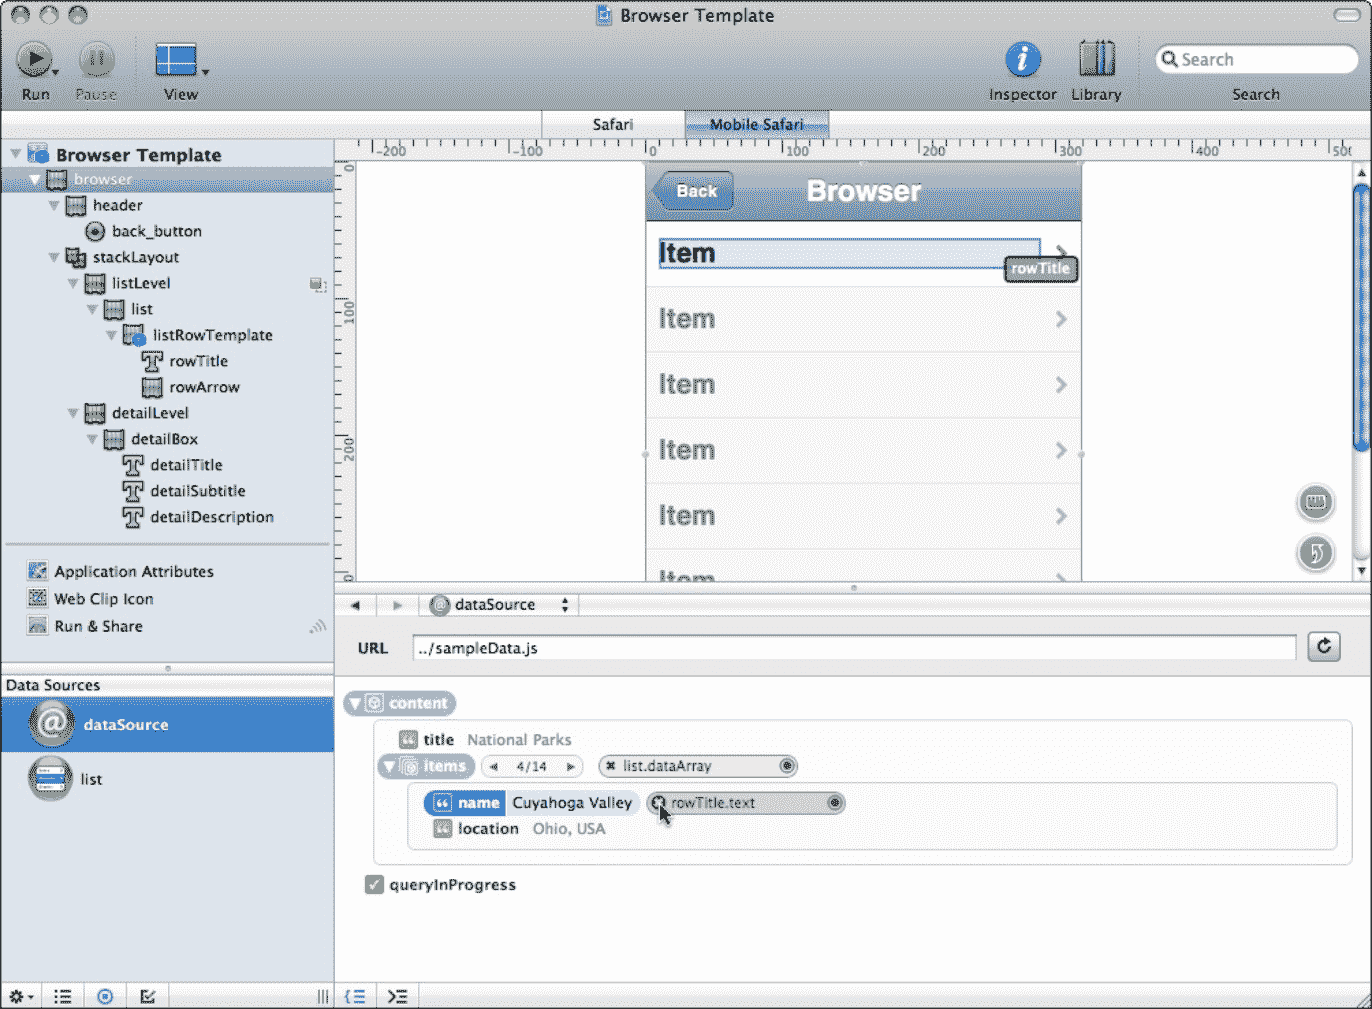 Browser Template
Run
Pause
View
Inspector
Library
Search
Search
Safari
Mobile Safari
Browser Template
browser
header
back_button
stackLayout
listLevel
list
listRowTemplate
rowTitle
rowArrow
detailLevel
detailBox
detailTitle
detailSubtitle
detailDescription
Application Attributes
Web Clip Icon
Run & Share
Data Sources
dataSource
list
-200 -100 0 100 200 300 400 500
0
100
200
Back
Browser
Item
rowTitle
Item
Item
Item
Item
Item
dataSource
URL ../sampleData.js
content
title National Parks
items 4/14 list.dataArray
name Cuyahoga Valley rowTitle.text
location Ohio, USA
queryInProgress